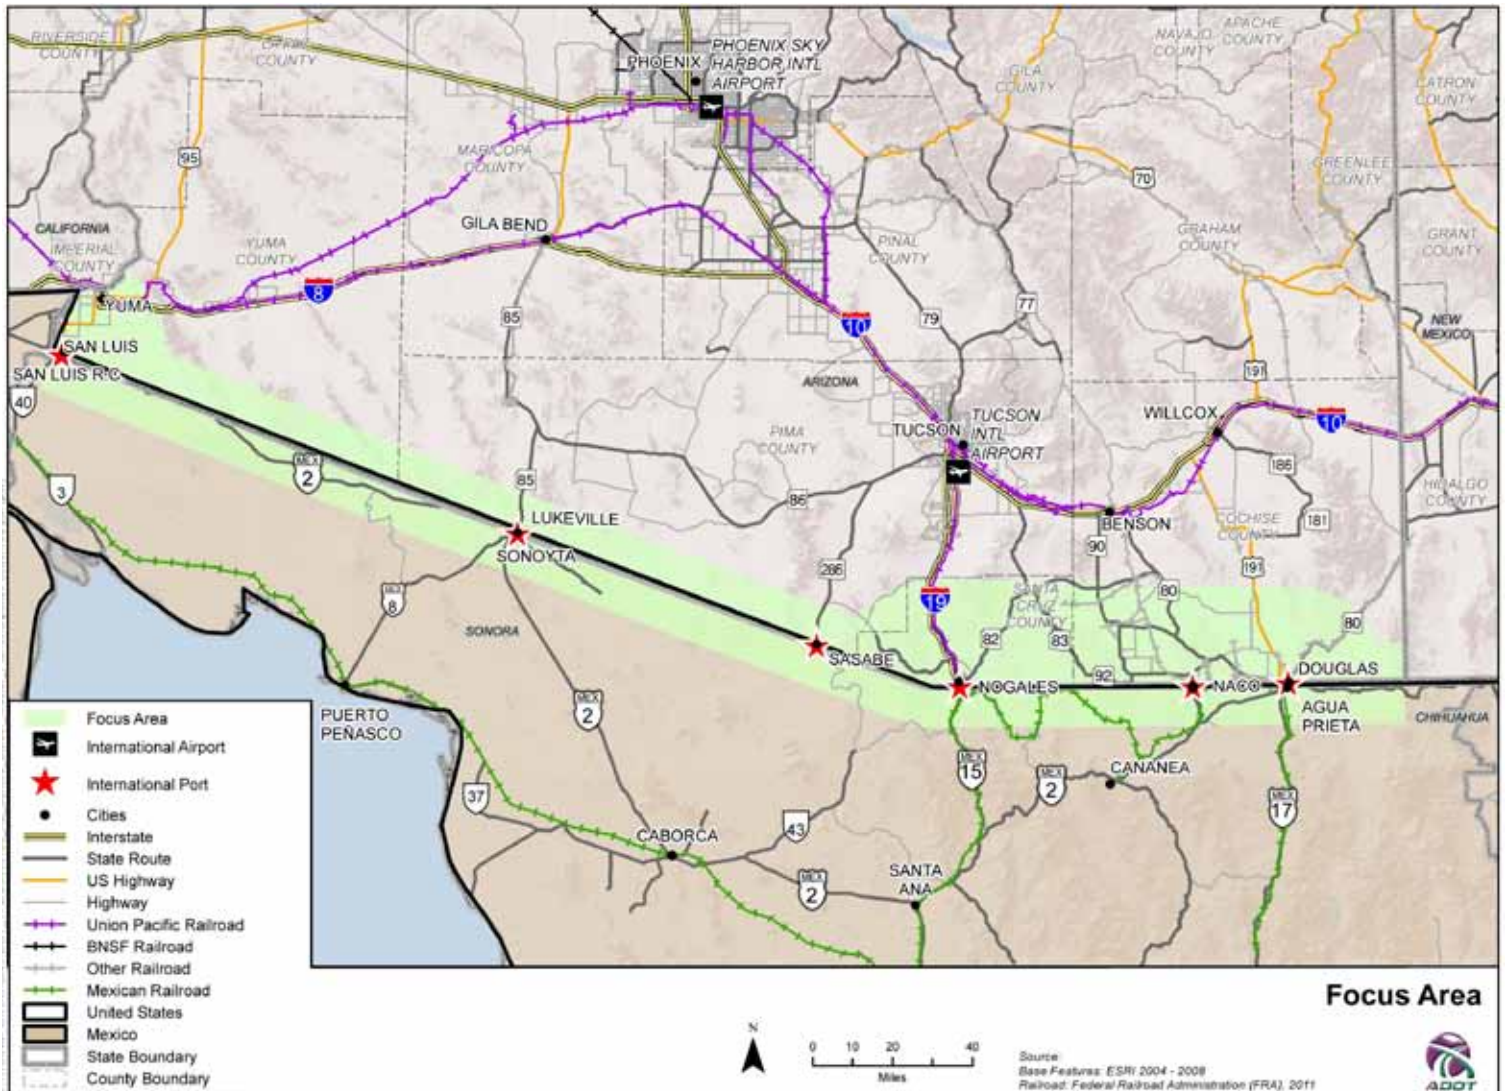 RIVERSIDE
COUNTY
COUNTY
PHOENIX
PHOENIX SKY
HARBOR INTL
AIRPORT
NAVAJO
COUNTY
APACHE
COUNTY
GILA
COUNTY
CATRON
COUNTY
95
MARICOPA
COUNTY
70
GREENLEE
COUNTY
CALIFORNIA
IMPERIAL
COUNTY
YUMA
COUNTY
GILA BEND
PINAL
COUNTY
GRAHAM
COUNTY
GRANT
COUNTY
YUMA
8
85
10
79
77
NEW
MEXICO
SAN LUIS
SAN LUIS R.C
40
ARIZONA
191
WILLCOX
10
TUCSON
TUCSON
INTL
AIRPORT
PIMA
COUNTY
3
MEX
2
85
86
186
HIDALGO
COUNTY
LUKEVILLE
SONOYTA
BENSON
181
COCHISE
COUNTY
90
286
191
MEX
8
19
SANTA
CRUZ
COUNTY
80
80
SONORA
82
83
SASABE
92
NOGALES
NACO
DOUGLAS
AGUA
PRIETA
CHIHUAHUA
PUERTO
PEÑASCO
MEX
2
MEX
15
MEX
2
CANANEA
37
43
MEX
17
CABORCA
MEX
2
SANTA
ANA
Focus Area
International Airport
International Port
Cities
Interstate
State Route
US Highway
Highway
Union Pacific Railroad
BNSF Railroad
Other Railroad
Mexican Railroad
United States
Mexico
State Boundary
County Boundary
Focus Area
N
0 10 20 40
Miles
Source:
Base Features: ESRI 2004 - 2008
Railroad: Federal Railroad Administration (FRA), 2011
ADOT